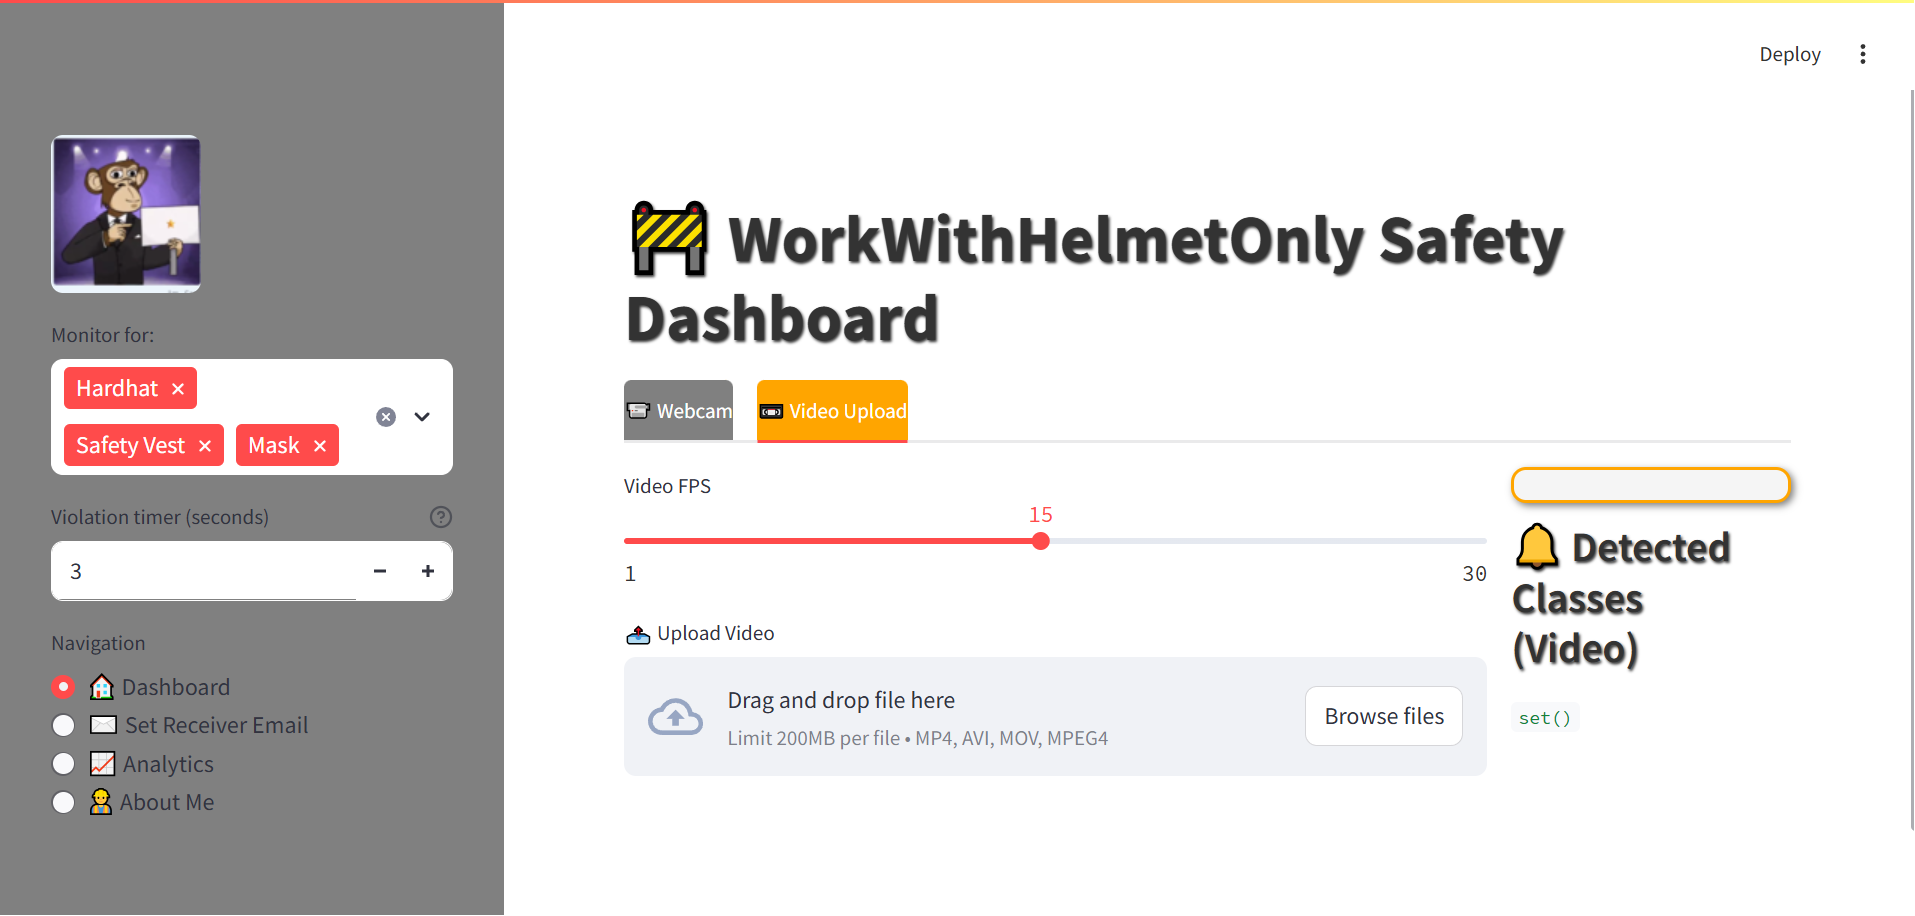 Deploy
Monitor for:
Hardhat
Safety Vest Mask
Violation timer (seconds)
3
Navigation
Dashboard
Set Receiver Email
Analytics
About Me
WorkWithHelmetOnly Safety
Dashboard
Webcam Video Upload
Video FPS
15
1 30
Upload Video
Drag and drop file here
Limit 200MB per file • MP4, AVI, MOV, MPEG4
Browse files
Detected
Classes
(Video)
set()